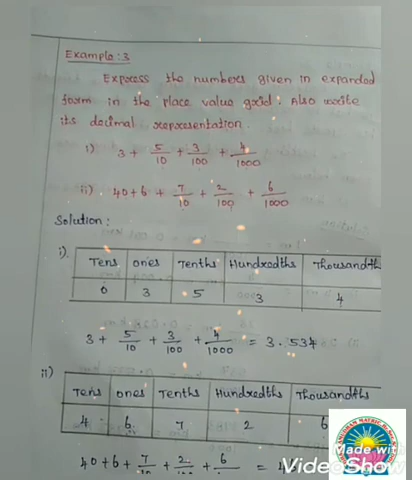 Example:3
Express the numbers given in expanded
form in the place value grid. Also write
its decimal representation.
i) 3 + 5/10 + 3/100 + 4/1000
ii) 40+6 + 7/10 + 2/100 + 6/1000
Solution:
i).
Tens Ones Tenths Hundredths Thousandth
0 3 5 3 4
3 + 5/10 + 3/100 + 4/1000 = 3.534
ii)
Tens Ones Tenths Hundredths Thousandths
4 6 7 2 6
40+6+ 7/10 + 2/100 + 6/ = 4
Made with
VideoShow